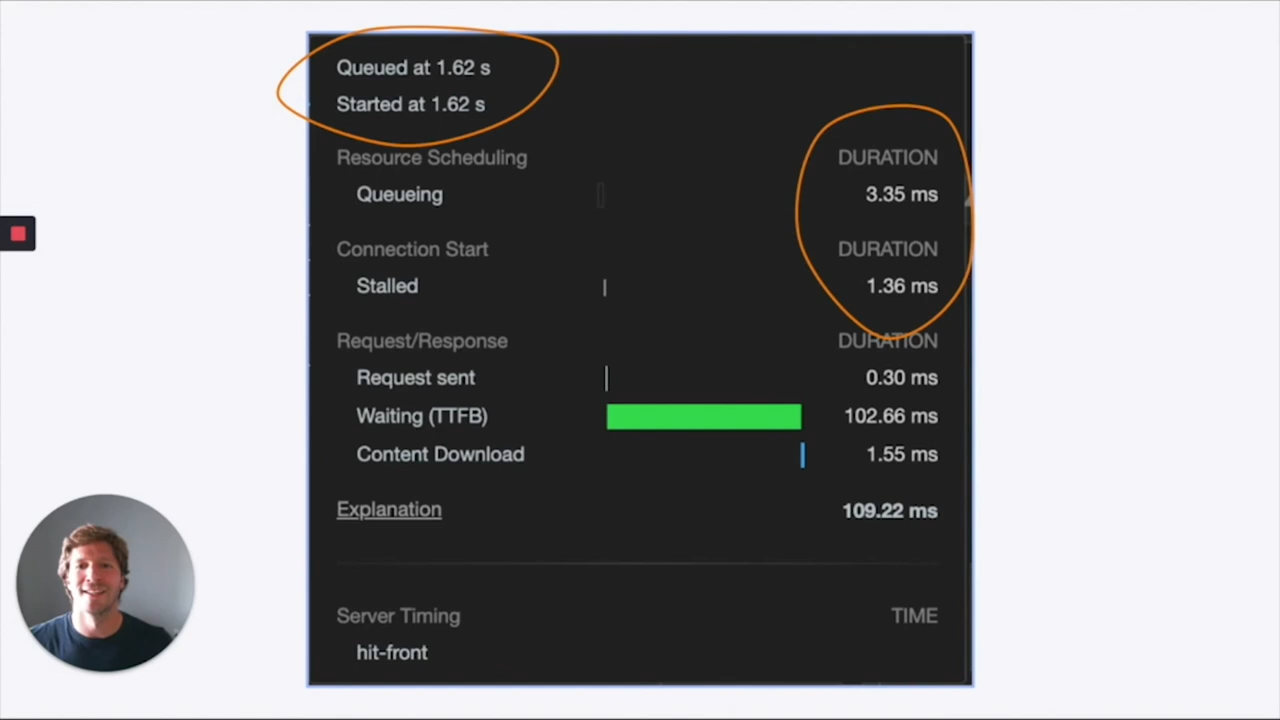 Queued at 1.62 s
Started at 1.62 s
Resource Scheduling DURATION
Queueing 3.35 ms
Connection Start DURATION
Stalled 1.36 ms
Request/Response DURATION
Request sent 0.30 ms
Waiting (TTFB) 102.66 ms
Content Download 1.55 ms
Explanation 109.22 ms
Server Timing TIME
hit-front